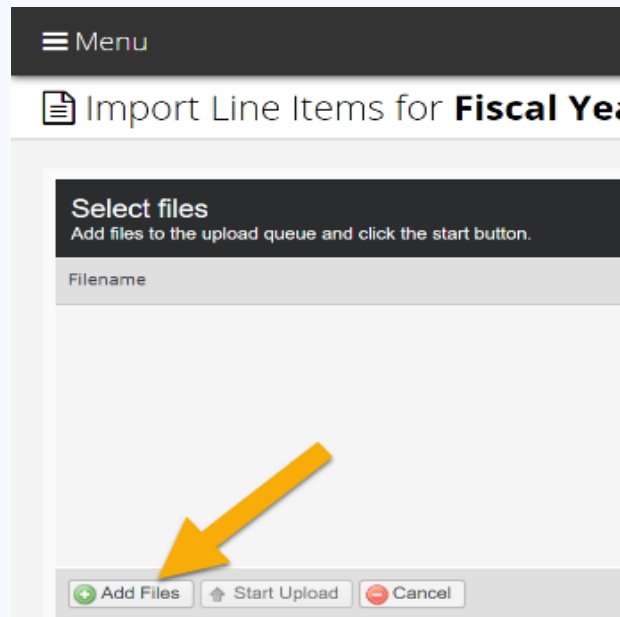 Menu
Import Line Items for Fiscal
Select files
Add files to the upload queue and click the start button.
Filename
Add Files Start Upload Cancel